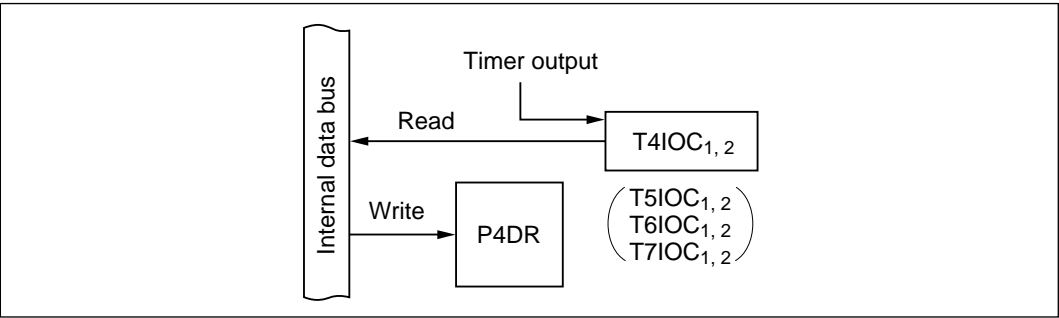 Timer output
Internal data bus
Read
T4IOC1, 2
Write
P4DR
T5IOC1, 2
T6IOC1, 2
T7IOC1, 2